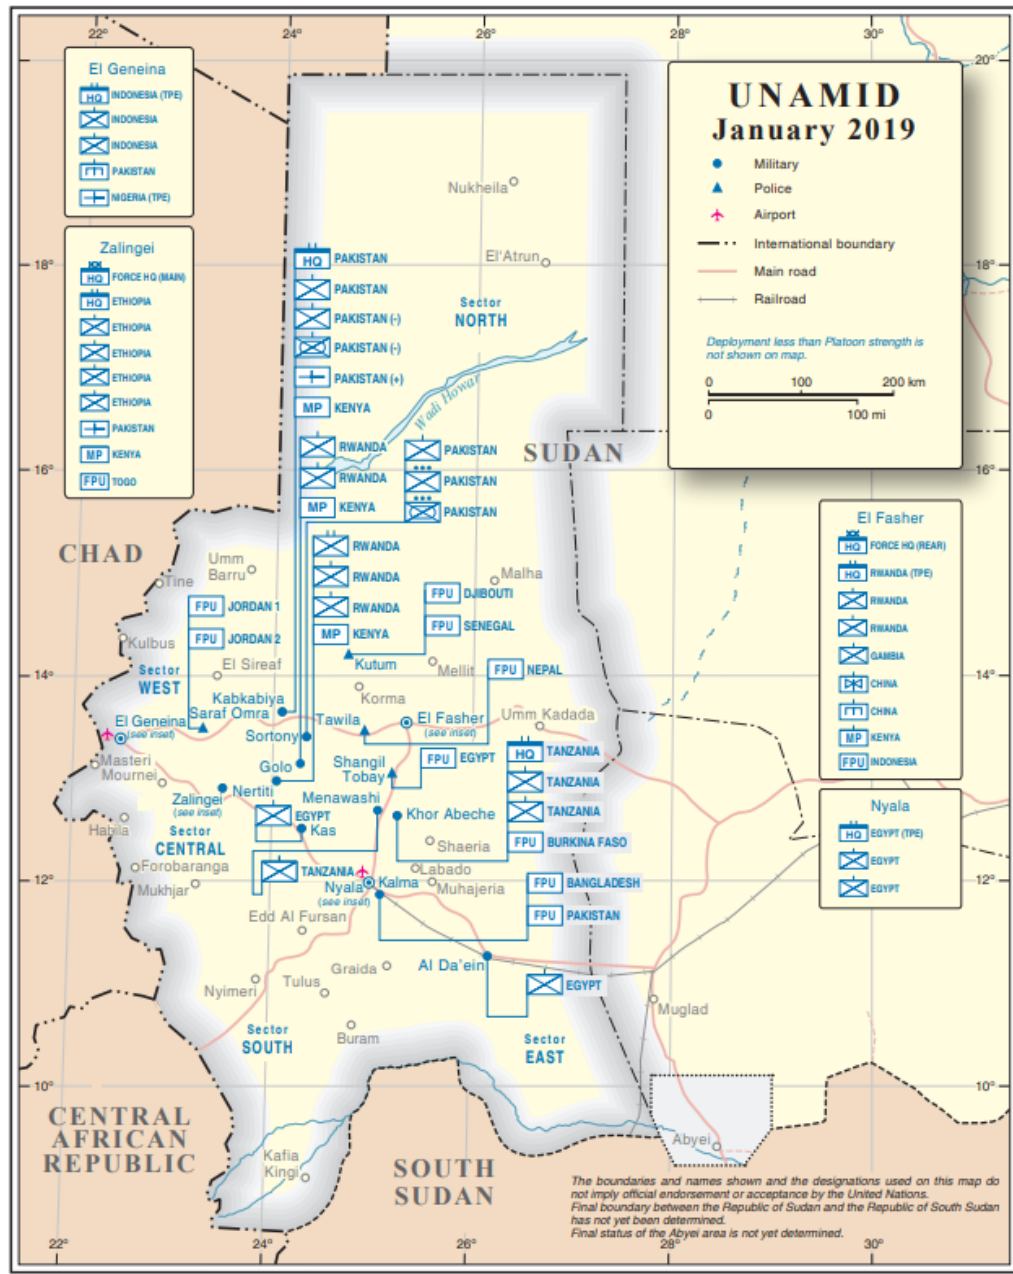 22°
24°
26°
28°
30°
20°
El Geneina
HQ INDONESIA (TPE)
INDONESIA
INDONESIA
PAKISTAN
NIGERIA (TPE)
Zalingei
HQ FORCE HQ (MAIN)
HQ ETHIOPIA
ETHIOPIA
ETHIOPIA
ETHIOPIA
ETHIOPIA
PAKISTAN
MP KENYA
FPU TOGO
UNAMID
January 2019
Military
Police
Airport
International boundary
Main road
Railroad
Deployment less than Platoon strength is
not shown on map.
0 100 200 km
0 100 mi
Nukheila
El'Atrun
18°
18°
HQ PAKISTAN
PAKISTAN
PAKISTAN (-)
PAKISTAN (-)
PAKISTAN (+)
MP KENYA
Sector
NORTH
Wadi Howar
RWANDA
RWANDA
MP KENYA
PAKISTAN
PAKISTAN
PAKISTAN
SUDAN
16°
16°
CHAD
RWANDA
RWANDA
RWANDA
MP KENYA
Umm
Barru
Tine
Malha
FPU JORDAN 1
FPU JORDAN 2
FPU DJIBOUTI
FPU SENEGAL
Kulbus
Kutum
Mellit
El Sireaf
Sector
WEST
14°
14°
FPU NEPAL
Korma
Kabkabiya
Saraf Omra
El Geneina
(see inset)
Sortony
Tawila
El Fasher
(see inset)
Umm Kadada
Masteri
Mournei
Golo
Shangil
Tobay
FPU EGYPT
HQ TANZANIA
TANZANIA
TANZANIA
FPU BURKINA FASO
Zalingei
(see inset)
Nertiti
Menawashi
Khor Abeche
EGYPT
Kas
Habila
Sector
CENTRAL
Shaeria
Forobaranga
Mukhjar
TANZANIA
Labado
Muhajeria
Nyala
(see inset)
Kalma
12°
12°
FPU BANGLADESH
FPU PAKISTAN
Edd Al Fursan
Graida
Al Da'ein
Tulus
Nyimeri
EGYPT
Muglad
Buram
Sector
SOUTH
Sector
EAST
El Fasher
HQ FORCE HQ (REAR)
HQ RWANDA (TPE)
RWANDA
RWANDA
GAMBIA
CHINA
CHINA
MP KENYA
FPU INDONESIA
Nyala
HQ EGYPT (TPE)
EGYPT
EGYPT
10°
10°
CENTRAL
AFRICAN
REPUBLIC
SOUTH
SUDAN
Kafia
Kingi
Abyei
The boundaries and names shown and the designations used on this map do
not imply official endorsement or acceptance by the United Nations.
Final boundary between the Republic of Sudan and the Republic of South Sudan
has not yet been determined.
Final status of the Abyei area is not yet determined.
22°
24°
26°
28°
30°